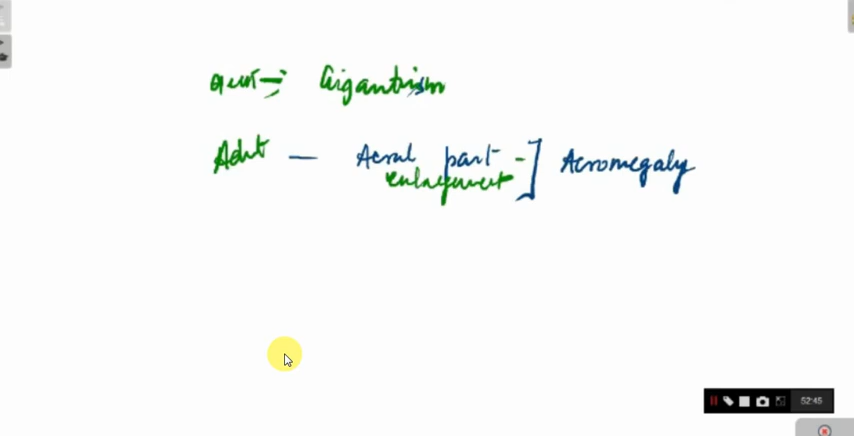 Gigantism
Adult — Acral part - ] Acromegaly
enlargement
52:45